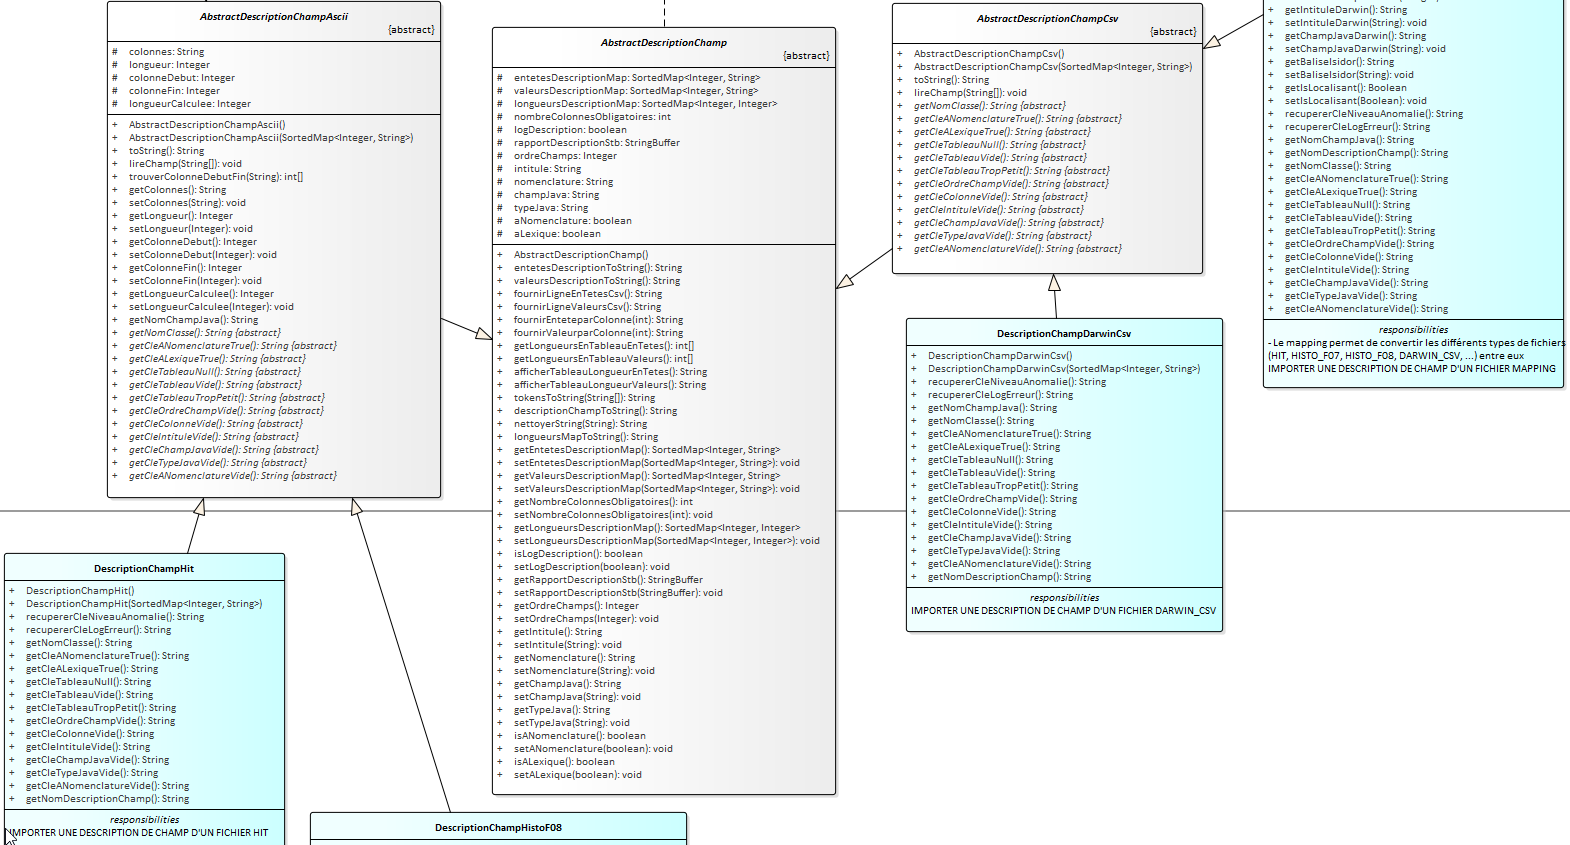 AbstractDescriptionChampAscii
{abstract}
# colonnes: String
# longueur: Integer
# colonneDebut: Integer
# colonneFin: Integer
# longueurCalculee: Integer
+ AbstractDescriptionChampAscii()
+ AbstractDescriptionChampAscii(SortedMap<Integer, String>)
+ toString(): String
+ lireChamp(String[]): void
+ trouverColonneDebutFin(String): int[]
+ getColonnes(): String
+ setColonnes(String): void
+ getLongueur(): Integer
+ setLongueur(Integer): void
+ getColonneDebut(): Integer
+ setColonneDebut(Integer): void
+ getColonneFin(): Integer
+ setColonneFin(Integer): void
+ getLongueurCalculee(): Integer
+ setLongueurCalculee(Integer): void
+ getNomChampJava(): String
+ getNomClasse(): String {abstract}
+ getCleANomenclatureTrue(): String {abstract}
+ getCleALexiqueTrue(): String {abstract}
+ getCleTableauNull(): String {abstract}
+ getCleTableauVide(): String {abstract}
+ getCleTableauTropPetit(): String {abstract}
+ getCleOrdreChampVide(): String {abstract}
+ getCleColonneVide(): String {abstract}
+ getCleIntituleVide(): String {abstract}
+ getCleChampJavaVide(): String {abstract}
+ getCleTypeJavaVide(): String {abstract}
+ getCleANomenclatureVide(): String {abstract}
AbstractDescriptionChamp
{abstract}
# entetesDescriptionMap: SortedMap<Integer, String>
# valeursDescriptionMap: SortedMap<Integer, String>
# longueursDescriptionMap: SortedMap<Integer, Integer>
# nombreColonnesObligatoires: int
# logDescription: boolean
# rapportDescriptionStb: StringBuffer
# ordreChamps: Integer
# intitule: String
# nomenclature: String
# champJava: String
# typeJava: String
# aNomenclature: boolean
# aLexique: boolean
+ AbstractDescriptionChamp()
+ entetesDescriptionToString(): String
+ valeursDescriptionToString(): String
+ fournirLigneEnTetesCsv(): String
+ fournirLigneValeursCsv(): String
+ fournirEnteteparColonne(int): String
+ fournirValeurparColonne(int): String
+ getLongueursEnTableauEnTetes(): int[]
+ getLongueursEnTableauValeurs(): int[]
+ afficherTableauLongueurEnTetes(): String
+ afficherTableauLongueurValeurs(): String
+ tokensToString(String[]): String
+ descriptionChampToString(): String
+ nettoyerString(String): String
+ longueursMapToString(): String
+ getEntetesDescriptionMap(): SortedMap<Integer, String>
+ setEntetesDescriptionMap(SortedMap<Integer, String>): void
+ getValeursDescriptionMap(): SortedMap<Integer, String>
+ setValeursDescriptionMap(SortedMap<Integer, String>): void
+ getNombreColonnesObligatoires(): int
+ setNombreColonnesObligatoires(int): void
+ getLongueursDescriptionMap(): SortedMap<Integer, Integer>
+ setLongueursDescriptionMap(SortedMap<Integer, Integer>): void
+ isLogDescription(): boolean
+ setLogDescription(boolean): void
+ getRapportDescriptionStb(): StringBuffer
+ setRapportDescriptionStb(StringBuffer): void
+ getOrdreChamps(): Integer
+ setOrdreChamps(Integer): void
+ getIntitule(): String
+ setIntitule(String): void
+ getNomenclature(): String
+ setNomenclature(String): void
+ getChampJava(): String
+ setChampJava(String): void
+ getTypeJava(): String
+ setTypeJava(String): void
+ isANomenclature(): boolean
+ setANomenclature(boolean): void
+ isALexique(): boolean
+ setALexique(boolean): void
AbstractDescriptionChampCsv
{abstract}
+ AbstractDescriptionChampCsv()
+ AbstractDescriptionChampCsv(SortedMap<Integer, String>)
+ toString(): String
+ lireChamp(String[]): void
+ getNomClasse(): String {abstract}
+ getCleANomenclatureTrue(): String {abstract}
+ getCleALexiqueTrue(): String {abstract}
+ getCleTableauNull(): String {abstract}
+ getCleTableauVide(): String {abstract}
+ getCleTableauTropPetit(): String {abstract}
+ getCleOrdreChampVide(): String {abstract}
+ getCleColonneVide(): String {abstract}
+ getCleIntituleVide(): String {abstract}
+ getCleChampJavaVide(): String {abstract}
+ getCleTypeJavaVide(): String {abstract}
+ getCleANomenclatureVide(): String {abstract}
+ getIntituleDarwin(): String
+ setIntituleDarwin(String): void
+ getChampJavaDarwin(): String
+ setChampJavaDarwin(String): void
+ getBaliseIsidor(): String
+ setBaliseIsidor(String): void
+ getIsLocalisant(): Boolean
+ setIsLocalisant(Boolean): void
+ recupererCleNiveauAnomalie(): String
+ recupererCleLogErreur(): String
+ getNomChampJava(): String
+ getNomDescriptionChamp(): String
+ getNomClasse(): String
+ getCleANomenclatureTrue(): String
+ getCleALexiqueTrue(): String
+ getCleTableauNull(): String
+ getCleTableauVide(): String
+ getCleTableauTropPetit(): String
+ getCleOrdreChampVide(): String
+ getCleColonneVide(): String
+ getCleIntituleVide(): String
+ getCleChampJavaVide(): String
+ getCleTypeJavaVide(): String
+ getCleANomenclatureVide(): String
responsibilities
- Le mapping permet de convertir les différents types de fichiers
(HIT, HISTO_F07, HISTO_F08, DARWIN_CSV, ...) entre eux
IMPORTER UNE DESCRIPTION DE CHAMP D'UN FICHIER MAPPING
DescriptionChampDarwinCsv
+ DescriptionChampDarwinCsv()
+ DescriptionChampDarwinCsv(SortedMap<Integer, String>)
+ recupererCleNiveauAnomalie(): String
+ recupererCleLogErreur(): String
+ getNomChampJava(): String
+ getNomClasse(): String
+ getCleANomenclatureTrue(): String
+ getCleALexiqueTrue(): String
+ getCleTableauNull(): String
+ getCleTableauVide(): String
+ getCleTableauTropPetit(): String
+ getCleOrdreChampVide(): String
+ getCleColonneVide(): String
+ getCleIntituleVide(): String
+ getCleChampJavaVide(): String
+ getCleTypeJavaVide(): String
+ getCleANomenclatureVide(): String
+ getNomDescriptionChamp(): String
responsibilities
IMPORTER UNE DESCRIPTION DE CHAMP D'UN FICHIER DARWIN_CSV
DescriptionChampHit
+ DescriptionChampHit()
+ DescriptionChampHit(SortedMap<Integer, String>)
+ recupererCleNiveauAnomalie(): String
+ recupererCleLogErreur(): String
+ getNomClasse(): String
+ getCleANomenclatureTrue(): String
+ getCleALexiqueTrue(): String
+ getCleTableauNull(): String
+ getCleTableauVide(): String
+ getCleTableauTropPetit(): String
+ getCleOrdreChampVide(): String
+ getCleColonneVide(): String
+ getCleIntituleVide(): String
+ getCleChampJavaVide(): String
+ getCleTypeJavaVide(): String
+ getCleANomenclatureVide(): String
+ getNomDescriptionChamp(): String
responsibilities
IMPORTER UNE DESCRIPTION DE CHAMP D'UN FICHIER HIT
DescriptionChampHistoF08